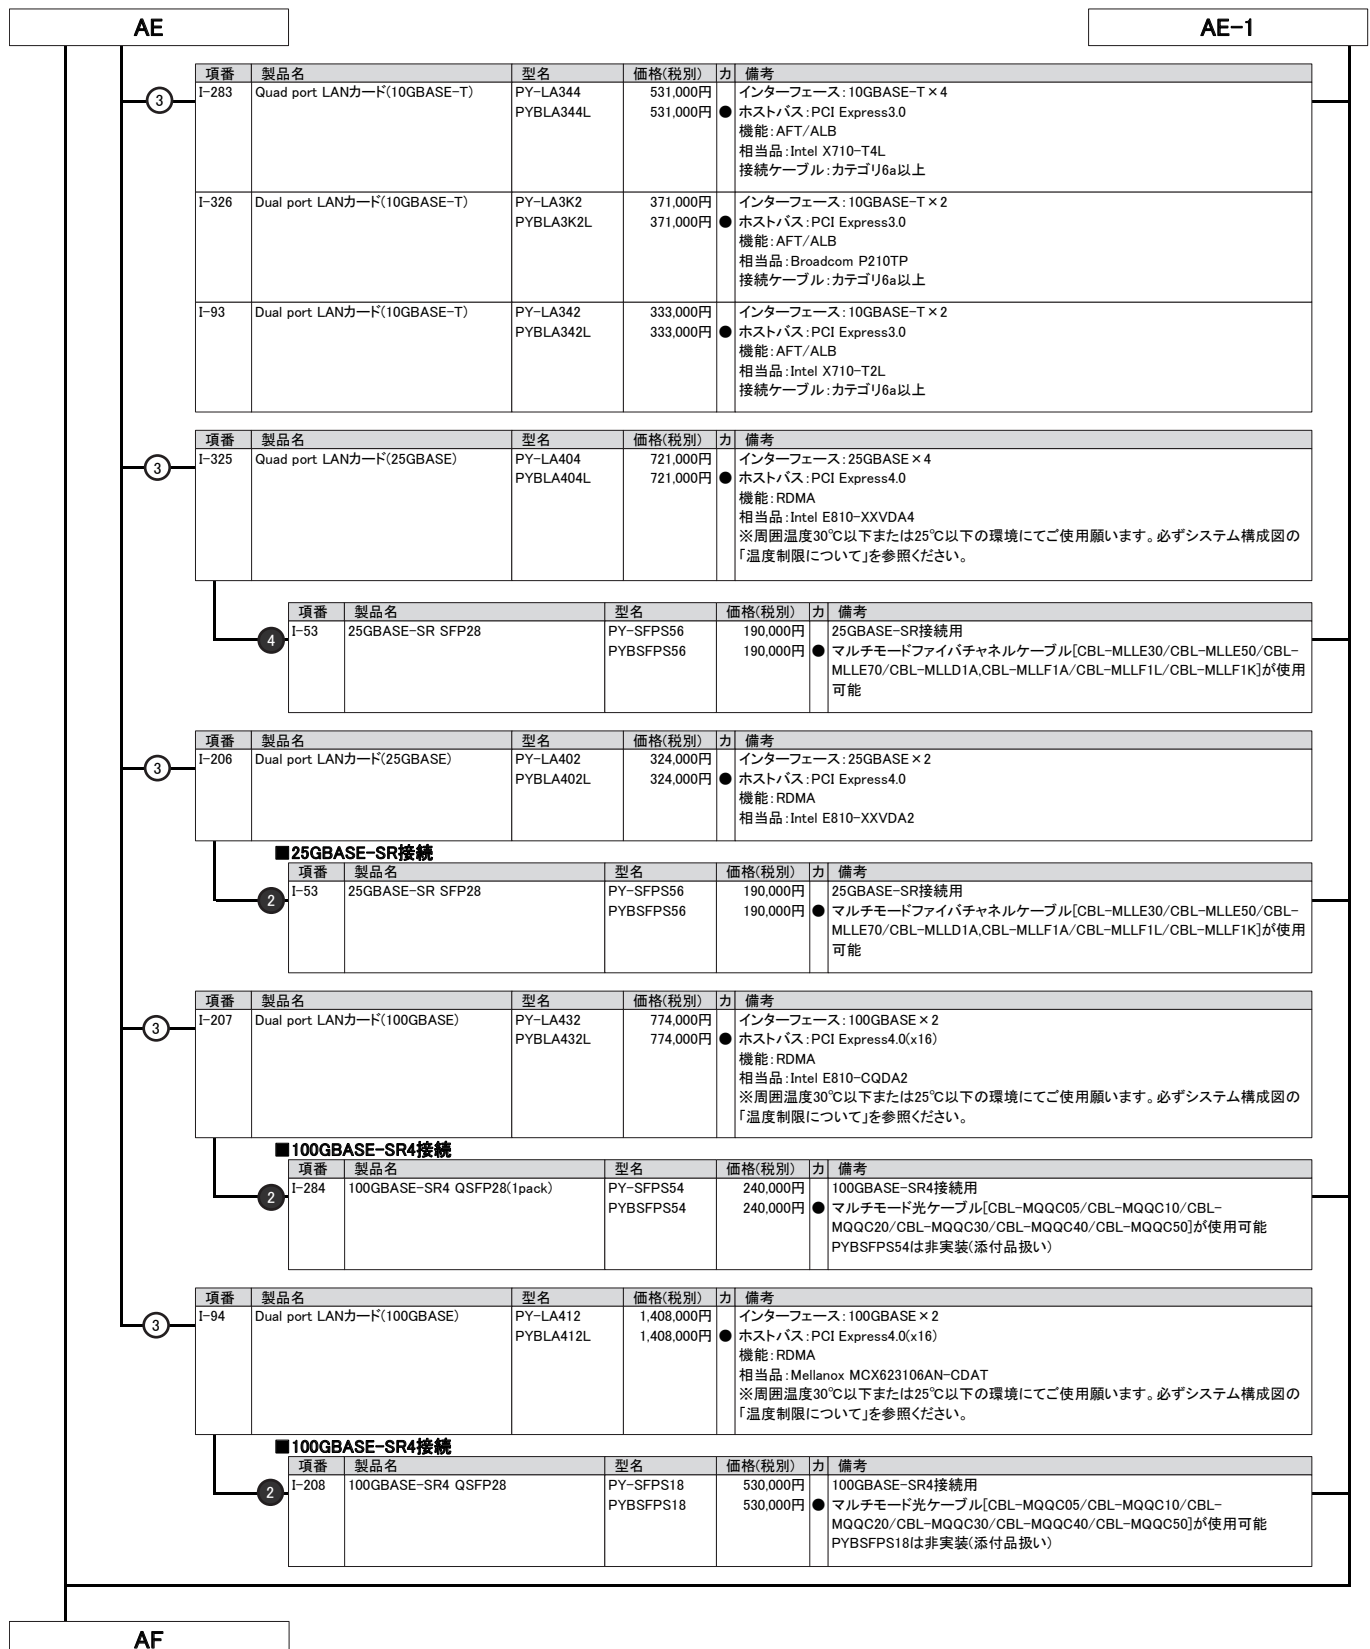 AE
AE-1
項番 製品名 型名 価格(税別) カ 備考
3
I-283 Quad port LANカード(10GBASE-T) PY-LA344 531,000円 インターフェース:10GBASE-T×4
PYBLA344L 531,000円 ● ホストバス:PCI Express3.0
機能:AFT/ALB
相当品:Intel X710-T4L
接続ケーブル:カテゴリ6a以上
I-326 Dual port LANカード(10GBASE-T) PY-LA3K2 371,000円 インターフェース:10GBASE-T×2
PYBLA3K2L 371,000円 ● ホストバス:PCI Express3.0
機能:AFT/ALB
相当品:Broadcom P210TP
接続ケーブル:カテゴリ6a以上
I-93 Dual port LANカード(10GBASE-T) PY-LA342 333,000円 インターフェース:10GBASE-T×2
PYBLA342L 333,000円 ● ホストバス:PCI Express3.0
機能:AFT/ALB
相当品:Intel X710-T2L
接続ケーブル:カテゴリ6a以上
項番 製品名 型名 価格(税別) カ 備考
3
I-325 Quad port LANカード(25GBASE) PY-LA404 721,000円 インターフェース:25GBASE×4
PYBLA404L 721,000円 ● ホストバス:PCI Express4.0
機能:RDMA
相当品:Intel E810-XXVDA4
※周囲温度30℃以下または25℃以下の環境にてご使用願います。必ずシステム構成図の
「温度制限について」を参照ください。
項番 製品名 型名 価格(税別) カ 備考
4
I-53 25GBASE-SR SFP28 PY-SFPS56 190,000円 25GBASE-SR接続用
PYBSFPS56 190,000円 ● マルチモードファイバチャネルケーブル[CBL-MLLE30/CBL-MLLE50/CBL-
MLLE70/CBL-MLLD1A,CBL-MLLF1A/CBL-MLLF1L/CBL-MLLF1K]が使用
可能
項番 製品名 型名 価格(税別) カ 備考
3
I-206 Dual port LANカード(25GBASE) PY-LA402 324,000円 インターフェース:25GBASE×2
PYBLA402L 324,000円 ● ホストバス:PCI Express4.0
機能:RDMA
相当品:Intel E810-XXVDA2
■25GBASE-SR接続
項番 製品名 型名 価格(税別) カ 備考
2
I-53 25GBASE-SR SFP28 PY-SFPS56 190,000円 25GBASE-SR接続用
PYBSFPS56 190,000円 ● マルチモードファイバチャネルケーブル[CBL-MLLE30/CBL-MLLE50/CBL-
MLLE70/CBL-MLLD1A,CBL-MLLF1A/CBL-MLLF1L/CBL-MLLF1K]が使用
可能
項番 製品名 型名 価格(税別) カ 備考
3
I-207 Dual port LANカード(100GBASE) PY-LA432 774,000円 インターフェース:100GBASE×2
PYBLA432L 774,000円 ● ホストバス:PCI Express4.0(x16)
機能:RDMA
相当品:Intel E810-CQDA2
※周囲温度30℃以下または25℃以下の環境にてご使用願います。必ずシステム構成図の
「温度制限について」を参照ください。
■100GBASE-SR4接続
項番 製品名 型名 価格(税別) カ 備考
2
I-284 100GBASE-SR4 QSFP28(1pack) PY-SFPS54 240,000円 100GBASE-SR4接続用
PYBSFPS54 240,000円 ● マルチモード光ケーブル[CBL-MQQC05/CBL-MQQC10/CBL-
MQQC20/CBL-MQQC30/CBL-MQQC40/CBL-MQQC50]が使用可能
PYBSFPS54は非実装(添付品扱い)
項番 製品名 型名 価格(税別) カ 備考
3
I-94 Dual port LANカード(100GBASE) PY-LA412 1,408,000円 インターフェース:100GBASE×2
PYBLA412L 1,408,000円 ● ホストバス:PCI Express4.0(x16)
機能:RDMA
相当品:Mellanox MCX623106AN-CDAT
※周囲温度30℃以下または25℃以下の環境にてご使用願います。必ずシステム構成図の
「温度制限について」を参照ください。
■100GBASE-SR4接続
項番 製品名 型名 価格(税別) カ 備考
2
I-208 100GBASE-SR4 QSFP28 PY-SFPS18 530,000円 100GBASE-SR4接続用
PYBSFPS18 530,000円 ● マルチモード光ケーブル[CBL-MQQC05/CBL-MQQC10/CBL-
MQQC20/CBL-MQQC30/CBL-MQQC40/CBL-MQQC50]が使用可能
PYBSFPS18は非実装(添付品扱い)
AF